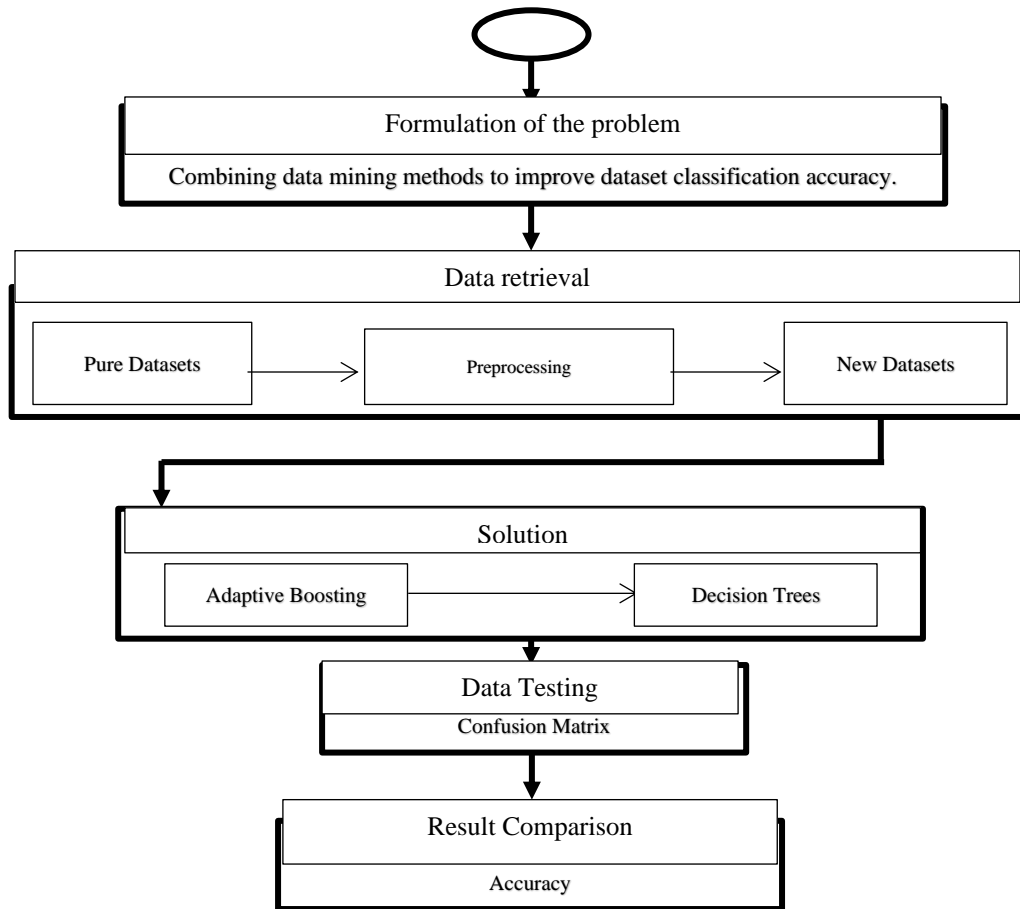 Formulation of the problem
Combining data mining methods to improve dataset classification accuracy.
Data retrieval
Pure Datasets
Preprocessing
New Datasets
Solution
Adaptive Boosting
Decision Trees
Data Testing
Confusion Matrix
Result Comparison
Accuracy